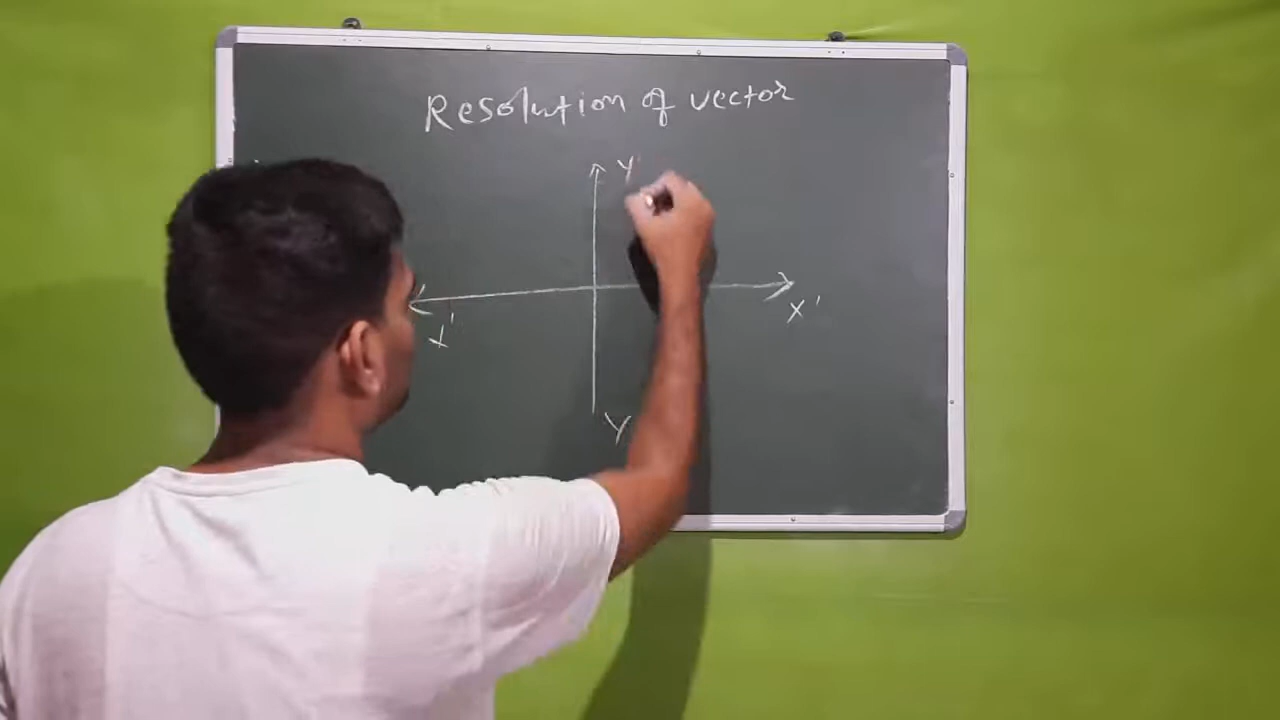 Resolution of vector
Y'
X'
X'
Y